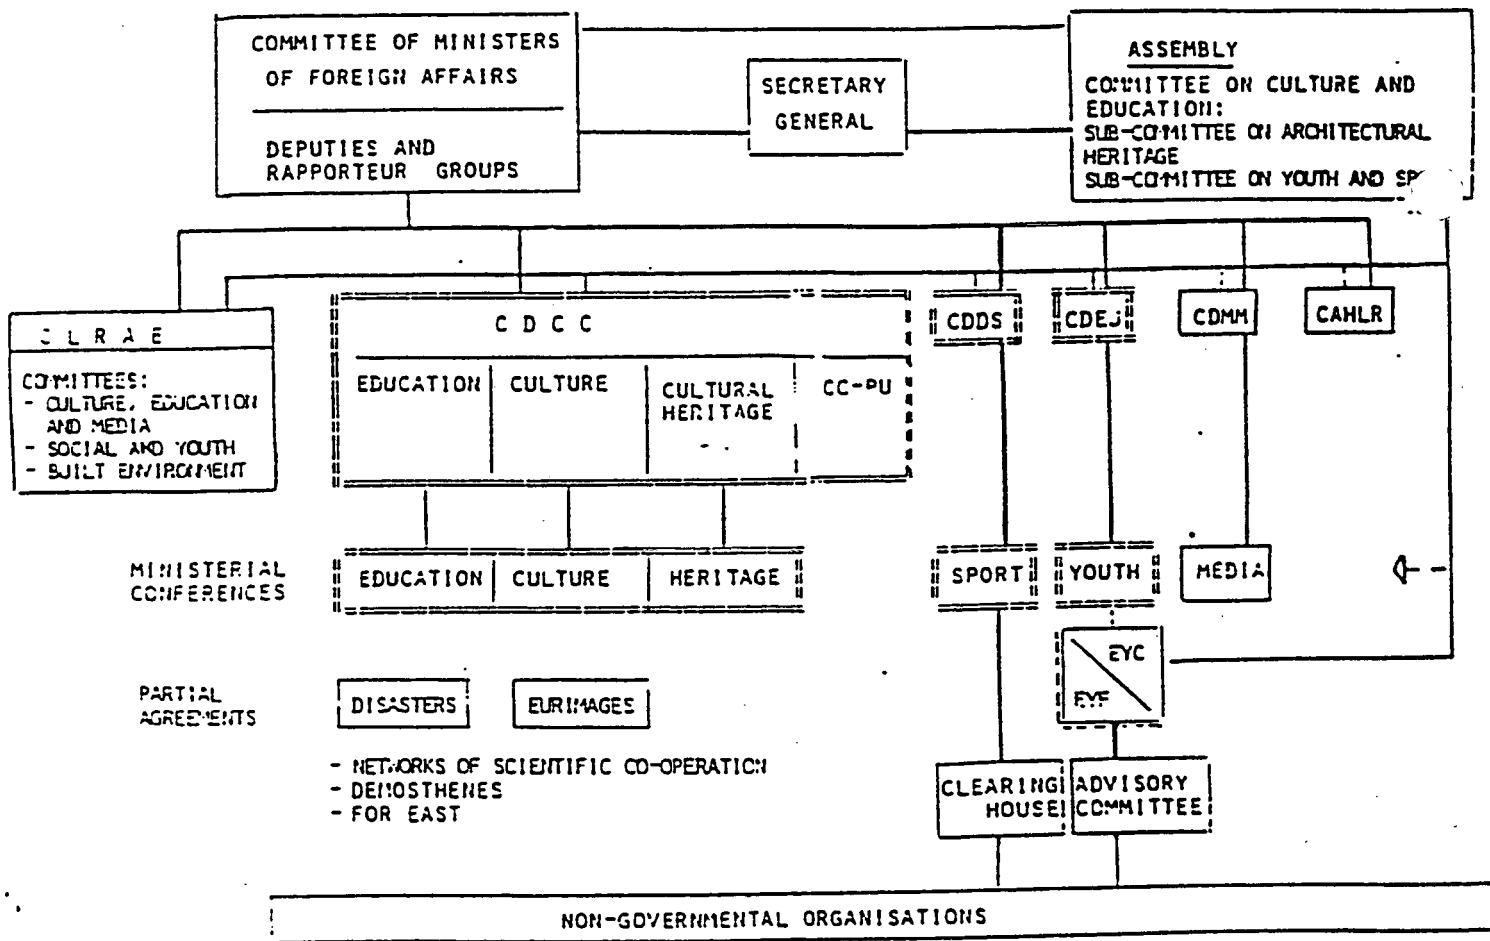 COMMITTEE OF MINISTERS
OF FOREIGN AFFAIRS
DEPUTIES AND
RAPPORTEUR GROUPS
SECRETARY
GENERAL
ASSEMBLY
COMMITTEE ON CULTURE AND
EDUCATION:
SUB-COMMITTEE ON ARCHITECTURAL
HERITAGE
SUB-COMMITTEE ON YOUTH AND
L R A E
COMMITTEES:
- CULTURE, EDUCATION
AND MEDIA
- SOCIAL AND YOUTH
- BUILT ENVIRONMENT
C D C C
EDUCATION
CULTURE
CULTURAL
HERITAGE
CC-PU
CDDS
CDEJ
CDMM
CAHLR
MINISTERIAL
CONFERENCES
EDUCATION
CULTURE
HERITAGE
SPORT
YOUTH
MEDIA
EYC
EYF
PARTIAL
AGREEMENTS
DISASTERS
EURIMAGES
- NETWORKS OF SCIENTIFIC CO-OPERATION
- DEMOSTHENES
- FOR EAST
CLEARING
HOUSE
ADVISORY
COMMITTEE
NON-GOVERNMENTAL ORGANISATIONS